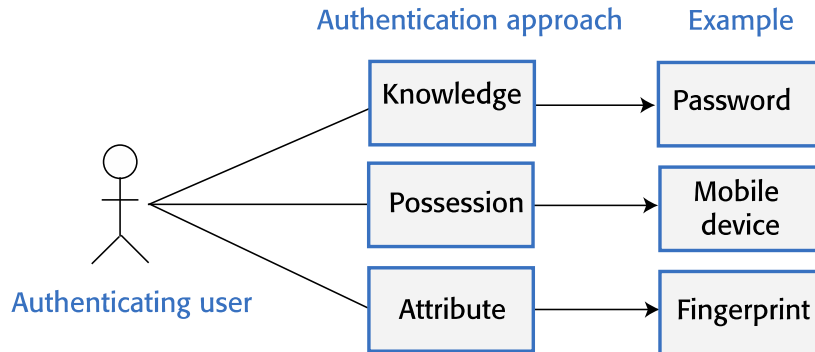 Authentication approach
Example
Knowledge
Password
Possession
Mobile
device
Attribute
Fingerprint
Authenticating user